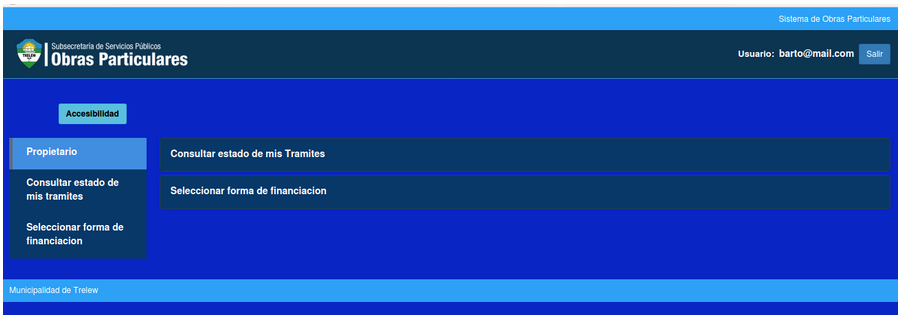 Sistema de Obras Particulares
TRELEW
Subsecretaría de Servicios Públicos
Obras Particulares
Usuario: barto@mail.com Salir
Accesibilidad
Propietario
Consultar estado de
mis tramites
Seleccionar forma de
financiacion
Consultar estado de mis Tramites
Seleccionar forma de financiacion
Municipalidad de Trelew